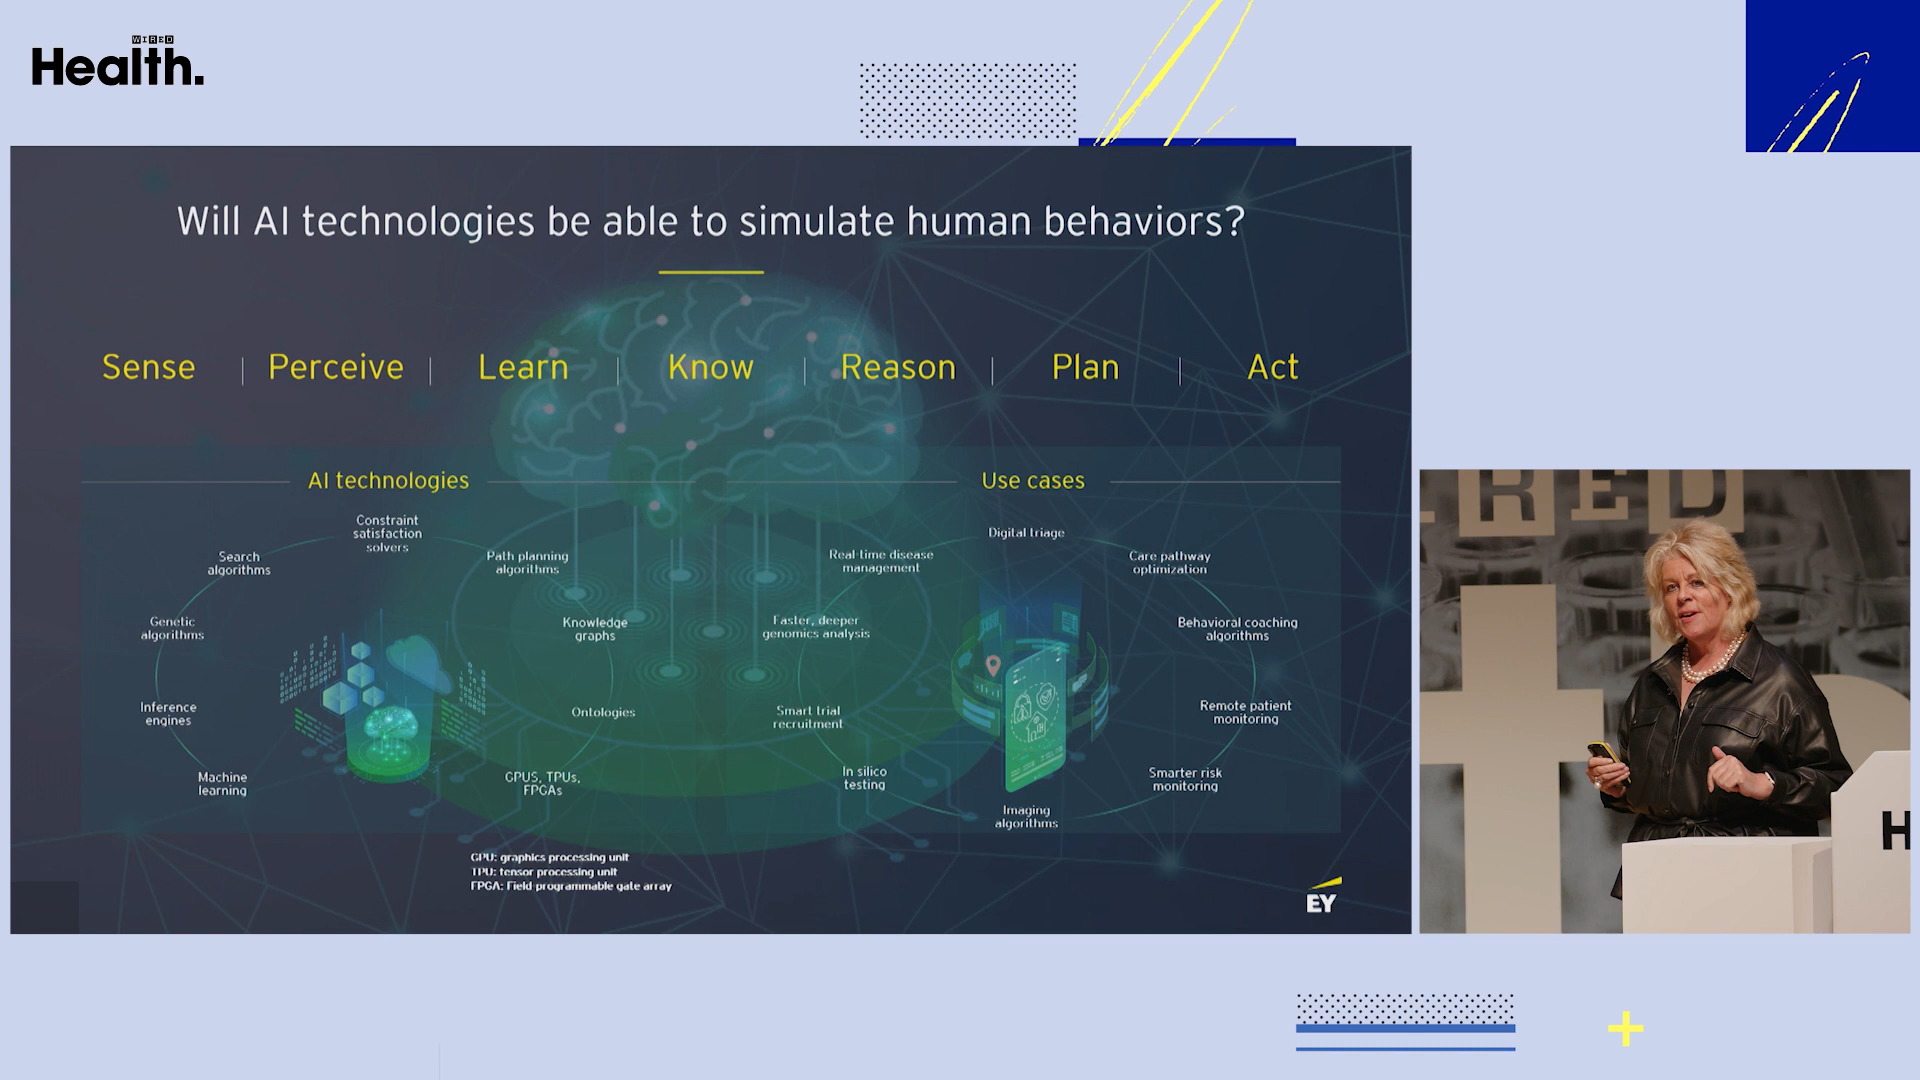 WIRED
Health.
Will AI technologies be able to simulate human behaviors?
Sense
Perceive
Learn
Know
Reason
Plan
Act
AI technologies
Constraint
satisfaction
solvers
Search
algorithms
Path planning
algorithms
Genetic
algorithms
Knowledge
graphs
Inference
engines
Ontologies
Machine
learning
GPUS, TPUs,
FPGAs
Use cases
Digital triage
Real-time disease
management
Care pathway
optimization
Faster, deeper
genomics analysis
Behavioral coaching
algorithms
Smart trial
recruitment
Remote patient
monitoring
In silico
testing
Smarter risk
monitoring
Imaging
algorithms
GPU: graphics processing unit
TPU: tensor processing unit
FPGA: Field-programmable gate array
EY
RED
t
H